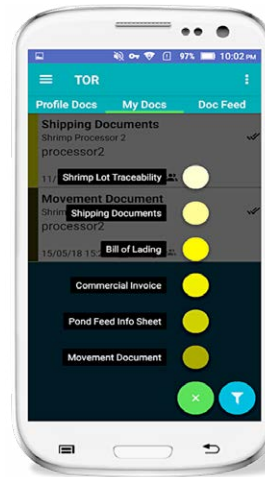 97% 10:02 PM
TOR
Profile Docs My Docs Doc Feed
Shipping Documents
Shrimp Processor 2
processor2
11/
Shrimp Lot Traceability
Movement Document
Shrim
Shipping Documents
processor2
Bill of Lading
15/05/18 15:2
Commercial Invoice
Pond Feed Info Sheet
Movement Document